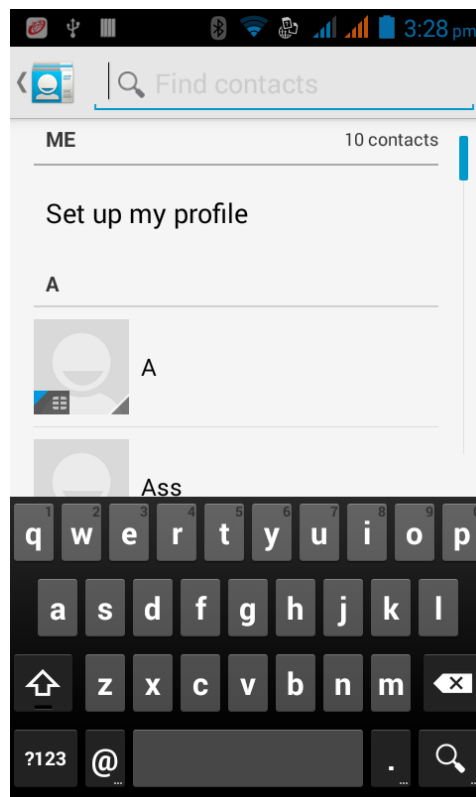 3:28 pm
Find contacts
ME 10 contacts
Set up my profile
A
A
Ass
1 2 3 4 5 6 7 8 9
q w e r t y u i o p
a s d f g h j k l
z x c v b n m
?123 @ .